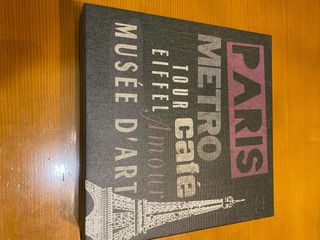 PARIS
METRO
café
TOUR
EIFFEL
Amour
MUSÉE D'ART